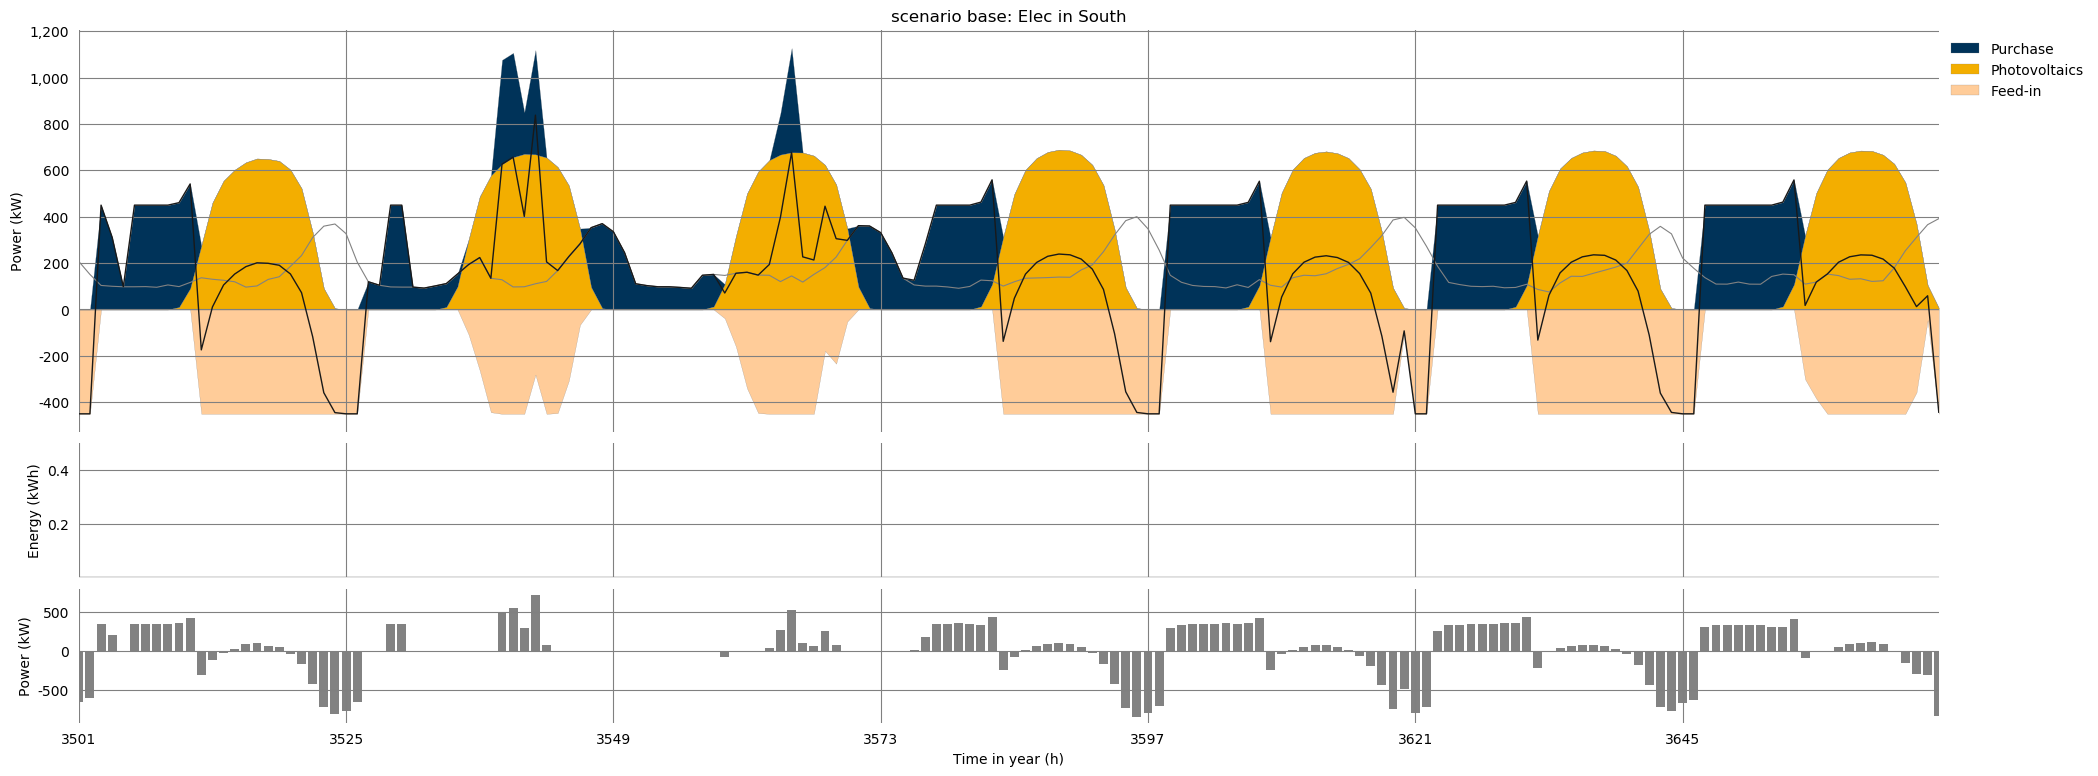 scenario base: Elec in South
1,200
1,000
800
600
400
200
0
-200
-400
Power (kW)
Purchase
Photovoltaics
Feed-in
0.4
0.2
Energy (kWh)
500
0
-500
Power (kW)
3501 3525 3549 3573 3597 3621 3645
Time in year (h)